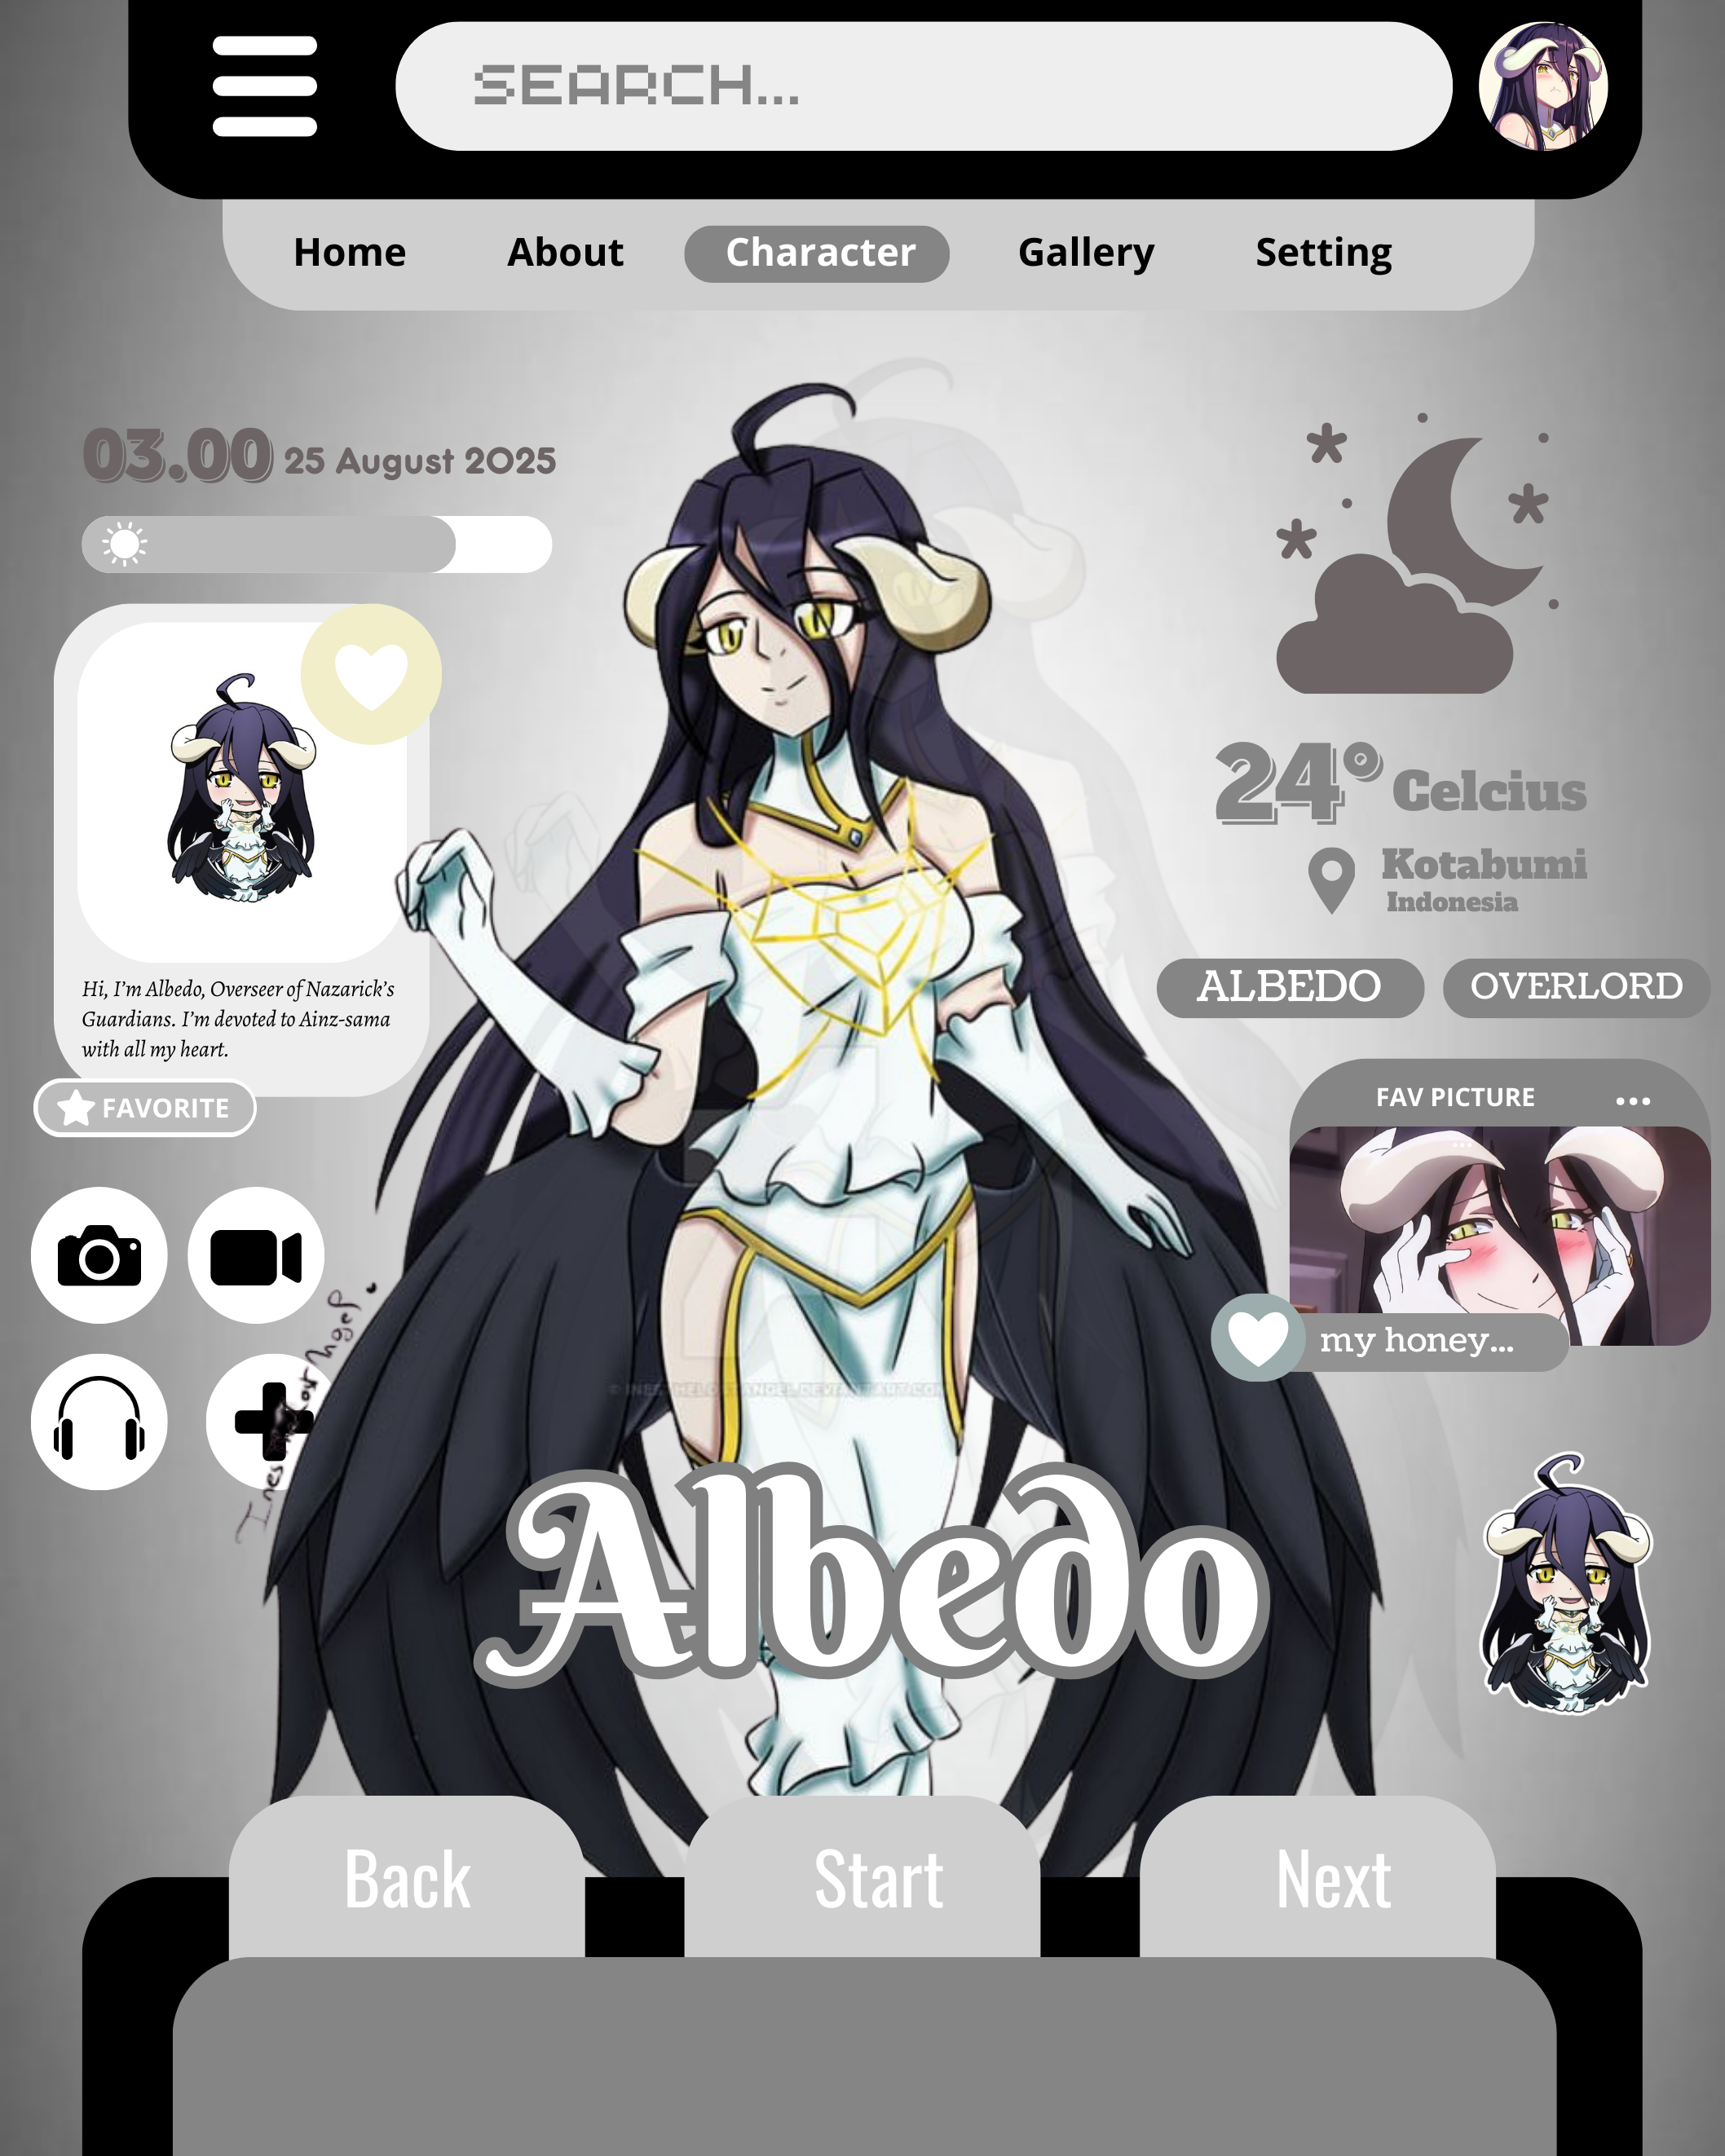 SEARCH...
Home About Character Gallery Setting
03.00 25 August 2025
24° Celcius
Kotabumi
Indonesia
Hi, I'm Albedo, Overseer of Nazarick's
Guardians. I'm devoted to Ainz-sama
with all my heart.
FAVORITE
ALBEDO OVERLORD
FAV PICTURE
my honey...
Albedo
Back Start Next